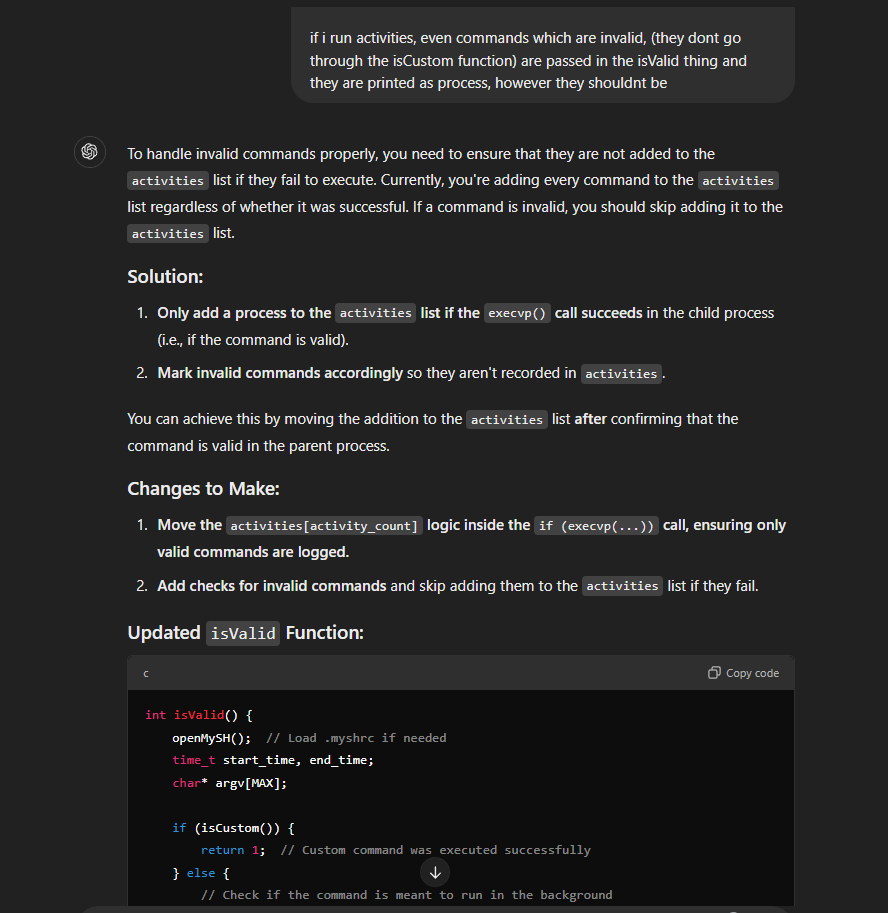 if i run activities, even commands which are invalid, (they dont go
through the isCustom function) are passed in the isValid thing and
they are printed as process, however they shouldnt be
To handle invalid commands properly, you need to ensure that they are not added to the
activities list if they fail to execute. Currently, you're adding every command to the activities
list regardless of whether it was successful. If a command is invalid, you should skip adding it to the
activities list.
Solution:
1. Only add a process to the activities list if the execvp() call succeeds in the child process
(i.e., if the command is valid).
2. Mark invalid commands accordingly so they aren't recorded in activities.
You can achieve this by moving the addition to the activities list after confirming that the
command is valid in the parent process.
Changes to Make:
1. Move the activities[activity_count] logic inside the if (execvp(...)) call, ensuring only
valid commands are logged.
2. Add checks for invalid commands and skip adding them to the activities list if they fail.
Updated isValid Function:
c
Copy code
int isValid() {
openMySH();  // Load .myshrc if needed
time_t start_time, end_time;
char* argv[MAX];
if (isCustom()) {
return 1;  // Custom command was executed successfully
} else {
// Check if the command is meant to run in the background